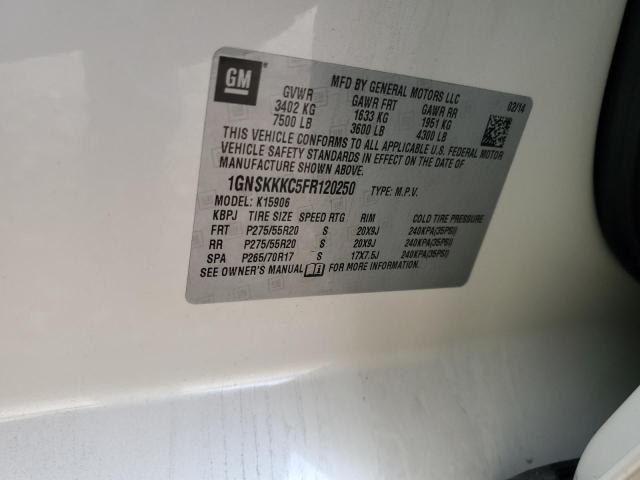 GM
MFD BY GENERAL MOTORS LLC 02/14
GVWR GAWR FRT GAWR RR
3402 KG 1633 KG 1951 KG
7500 LB 3600 LB 4300 LB
THIS VEHICLE CONFORMS TO ALL APPLICABLE U.S. FEDERAL MOTOR
VEHICLE SAFETY STANDARDS IN EFFECT ON THE DATE OF
MANUFACTURE SHOWN ABOVE.
1GNSKKKC5FR120250 TYPE: M.P.V.
MODEL: K15906
KBPJ TIRE SIZE SPEED RTG RIM COLD TIRE PRESSURE
FRT P275/55R20 S 20X9J 240KPA(35PSI)
RR P275/55R20 S 20X9J 240KPA(35PSI)
SPA P265/70R17 S 17X7.5J 240KPA(35PSI)
SEE OWNER'S MANUAL FOR MORE INFORMATION.